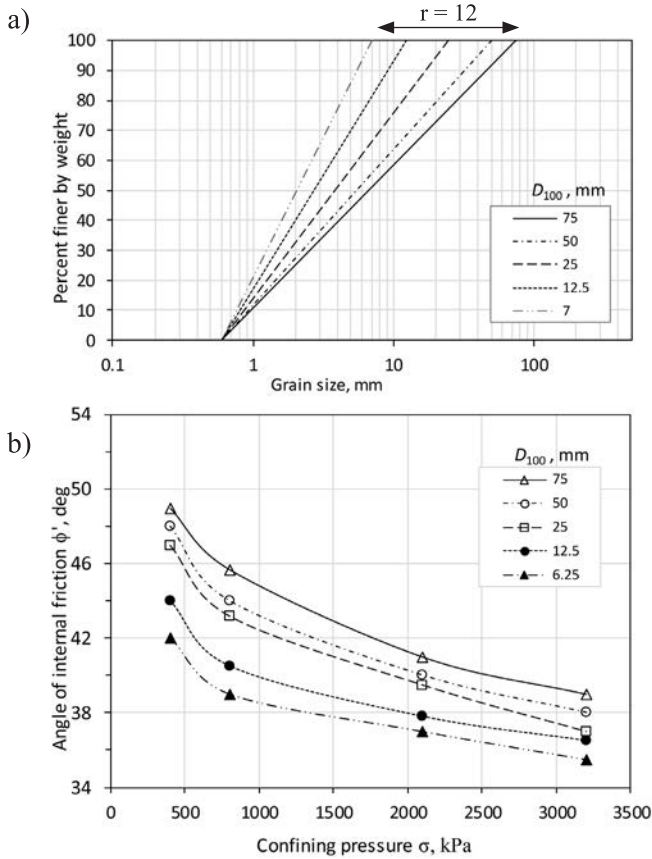 a)
r = 12
100
90
80
70
60
50
40
30
20
10
0
Percent finer by weight
D100 , mm
75
50
25
12.5
7
0.1 1 10 100
Grain size, mm
b)
54
50
46
42
38
34
Angle of internal friction ϕ', deg
D100 , mm
75
50
25
12.5
6.25
0 500 1000 1500 2000 2500 3000 3500
Confining pressure σ, kPa